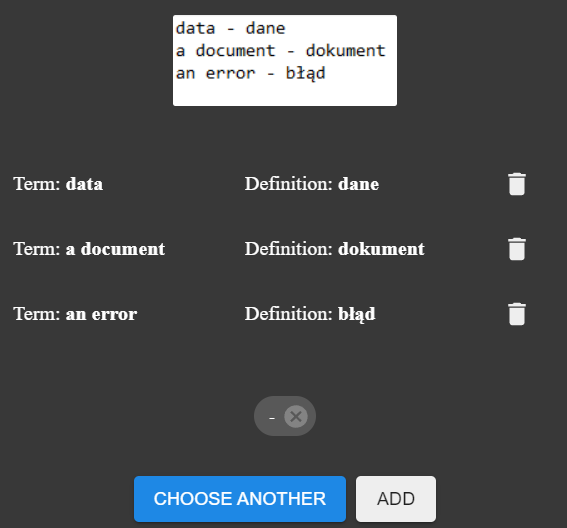 data - dane
a document - dokument
an error - błąd
Term: data Definition: dane
Term: a document Definition: dokument
Term: an error Definition: błąd
-
CHOOSE ANOTHER ADD